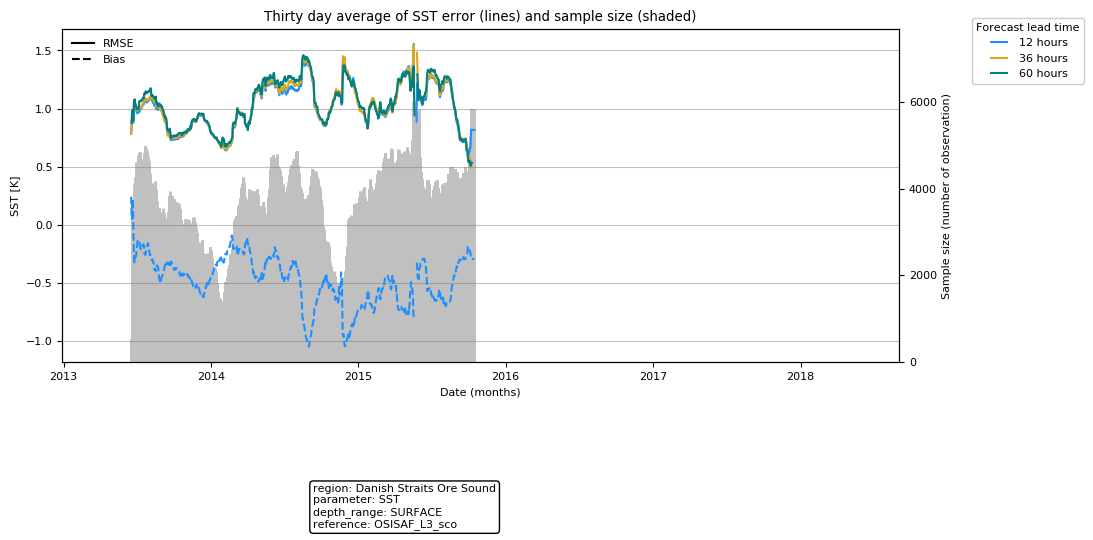 Thirty day average of SST error (lines) and sample size (shaded)
Forecast lead time
12 hours
36 hours
60 hours
RMSE
Bias
SST [K]
1.5
1.0
0.5
0.0
−0.5
−1.0
6000
4000
2000
0
Sample size (number of observation)
2013
2014
2015
2016
2017
2018
Date (months)
region: Danish Straits Ore Sound
parameter: SST
depth_range: SURFACE
reference: OSISAF_L3_sco